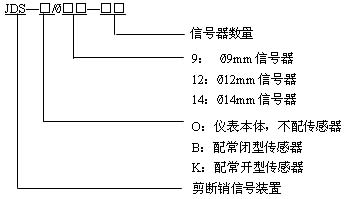 JDS—□/Ø□□—□□
信号器数量
9： Ø9mm信号器
12：Ø12mm信号器
14：Ø14mm信号器
O：仪表本体，不配传感器
B：配常闭型传感器
K：配常开型传感器
剪断销信号装置